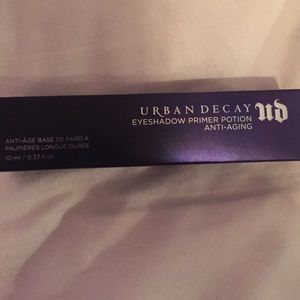 URBAN DECAY UD
EYESHADOW PRIMER POTION
ANTI-AGING
ANTI-ÂGE BASE DE FARD À
PAUPIÈRES LONGUE DURÉE
10 ml / 0.33 fl oz